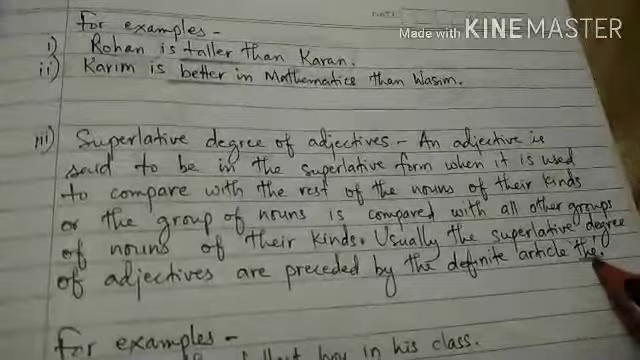 for examples -
i) Rohan is taller than Karan.
ii) Karim is better in Mathematics than Wasim.
iii) Superlative degree of adjectives - An adjective is
said to be in the superlative form when it is used
to compare with the rest of the nouns of their kinds
or the group of nouns is compared with all other groups
of nouns of their kinds. Usually the superlative degree
of adjectives are preceded by the definite article 'the'.
for examples -
boy in his class.
Made with KINEMASTER